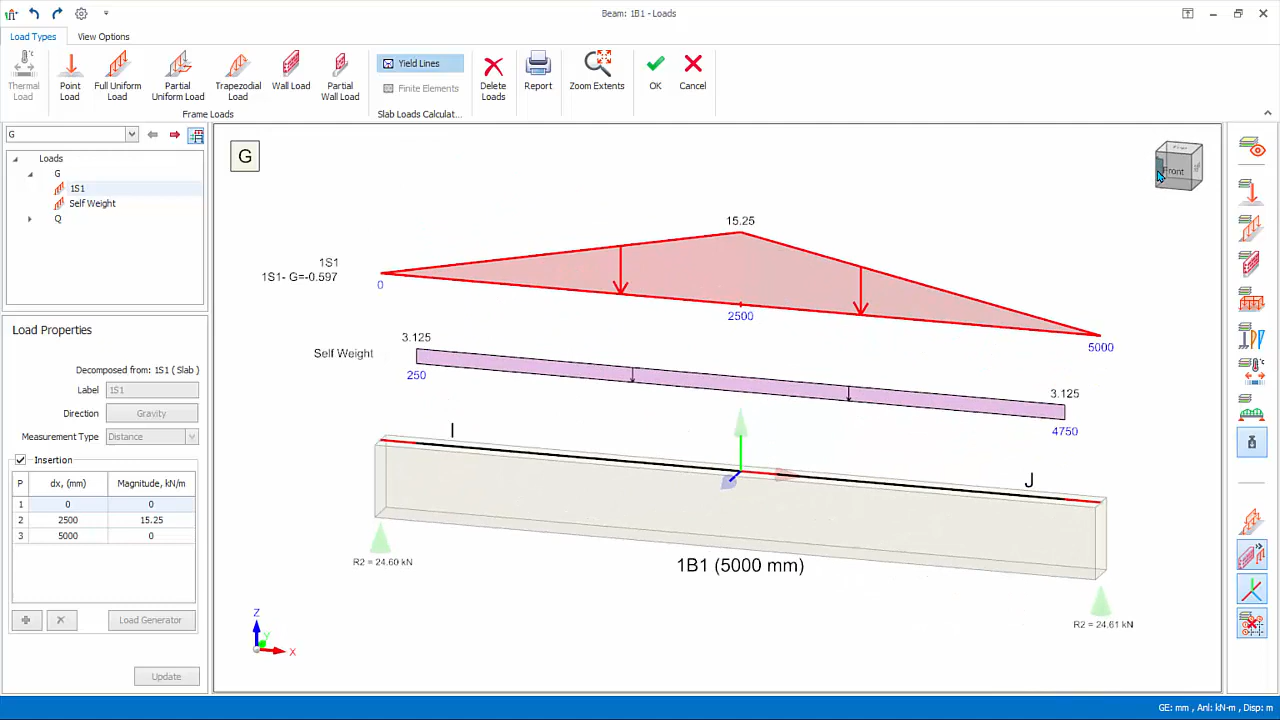 Beam: 1B1 - Loads
Load Types
View Options
Thermal Load
Point Load
Full Uniform Load
Partial Uniform Load
Trapezodial Load
Wall Load
Partial Wall Load
Frame Loads
Yield Lines
Finite Elements
Slab Loads Calculat...
Delete Loads
Report
Zoom Extents
OK
Cancel
G
Loads
G
1S1
Self Weight
Q
Load Properties
Decomposed from: 1S1 ( Slab )
Label 1S1
Direction Gravity
Measurement Type Distance
Insertion
P dx, (mm) Magnitude, kN/m
1 0 0
2 2500 15.25
3 5000 0
Load Generator
Update
G
Front
15.25
1S1
1S1- G=-0.597
0
2500
5000
3.125
Self Weight
250
3.125
4750
I
J
R2 = 24.60 kN
1B1 (5000 mm)
R2 = 24.61 kN
Z
Y
X
GE: mm , Anl: kN-m , Disp: m